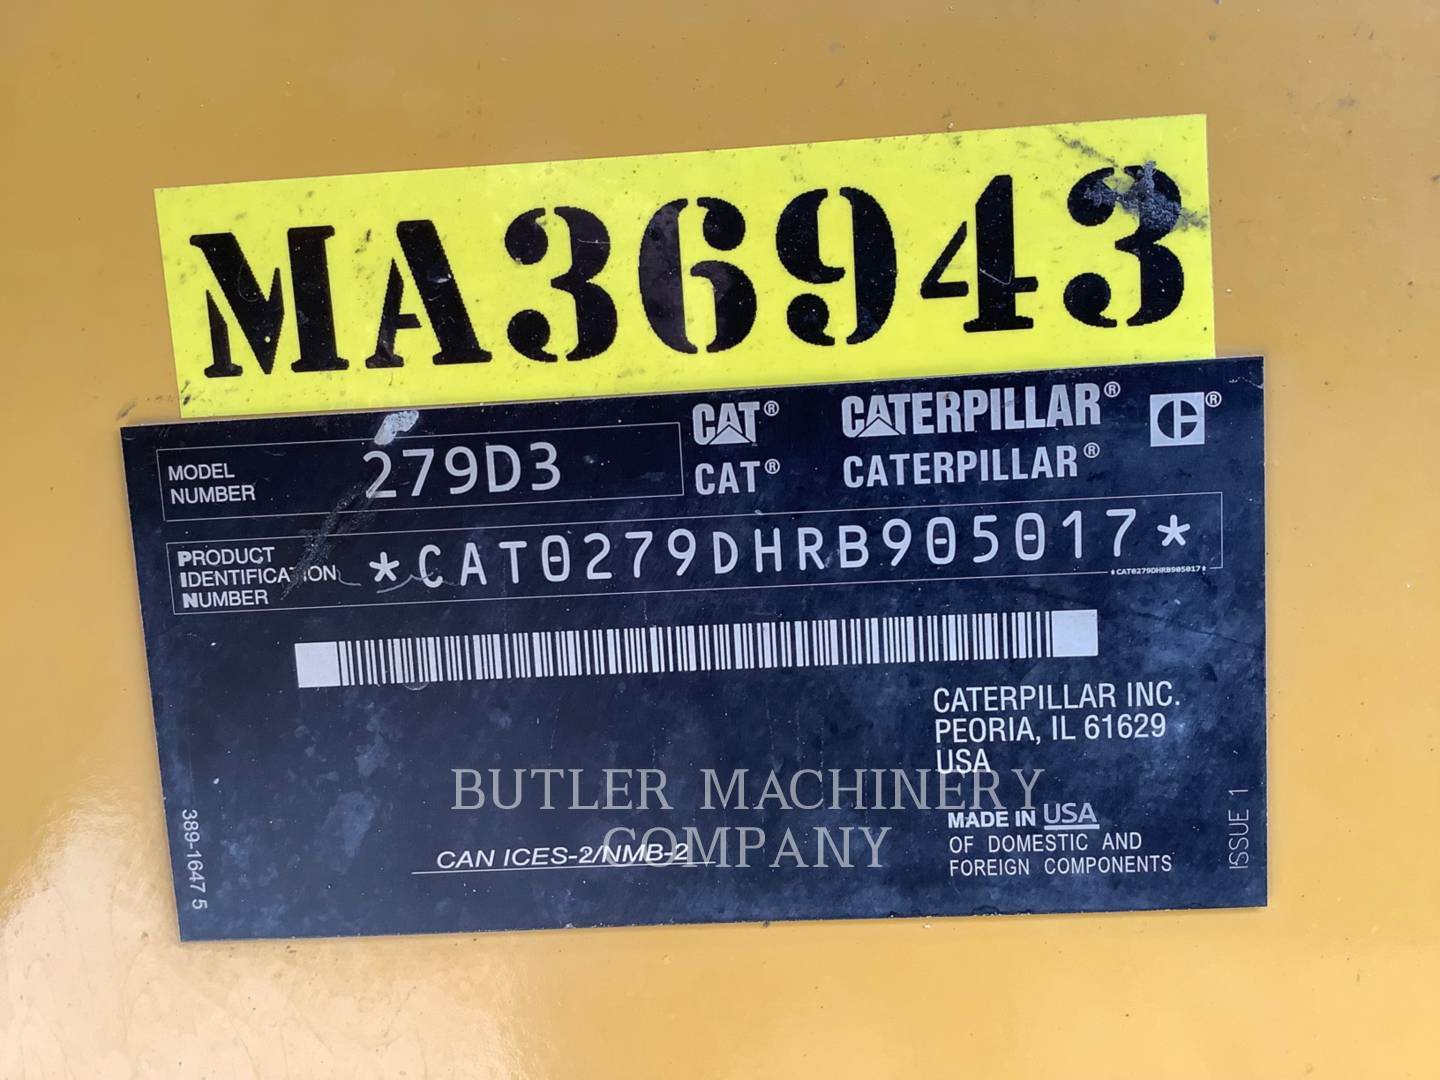 MA36943
CAT® CATERPILLAR® ®
MODEL NUMBER 279D3
CAT® CATERPILLAR®
PRODUCT IDENTIFICATION NUMBER *CAT0279DHRB905017*
*CAT0279DHRB905017*
CATERPILLAR INC.
PEORIA, IL 61629
USA
BUTLER MACHINERY
COMPANY
MADE IN USA
OF DOMESTIC AND
FOREIGN COMPONENTS
CAN ICES-2/NMB-2
389-1647 5
ISSUE 1